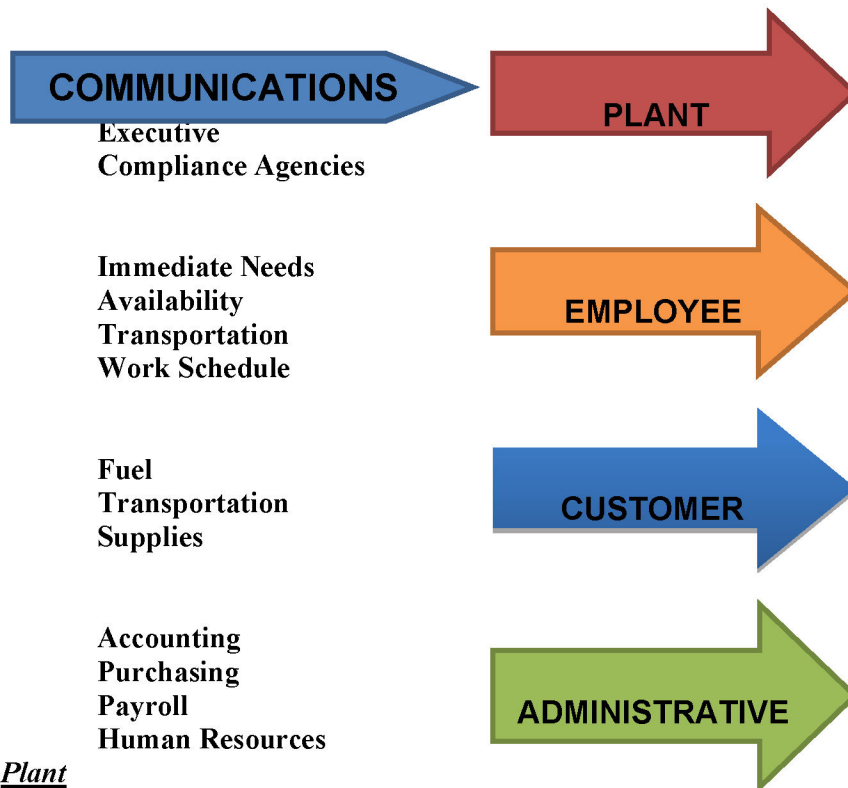 COMMUNICATIONS
PLANT
Executive
Compliance Agencies
Immediate Needs
Availability
Transportation
Work Schedule
EMPLOYEE
Fuel
Transportation
Supplies
CUSTOMER
Accounting
Purchasing
Payroll
Human Resources
ADMINISTRATIVE
Plant